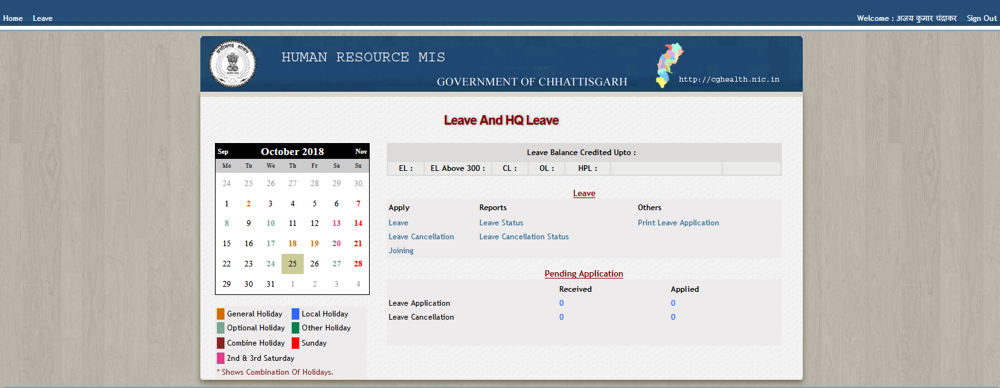 Home Leave Welcome : अजय कुमार चंद्राकर Sign Out
HUMAN RESOURCE MIS
GOVERNMENT OF CHHATTISGARH
http://cghealth.nic.in
Leave And HQ Leave
Sep October 2018 Nov
Mo Tu We Th Fr Sa Su
24 25 26 27 28 29 30
1 2 3 4 5 6 7
8 9 10 11 12 13 14
15 16 17 18 19 20 21
22 23 24 25 26 27 28
29 30 31 1 2 3 4
General Holiday Local Holiday
Optional Holiday Other Holiday
Combine Holiday Sunday
2nd & 3rd Saturday
* Shows Combination Of Holidays.
Leave Balance Credited Upto :
EL : EL Above 300 : CL : OL : HPL :
Leave
Apply Reports Others
Leave Leave Status Print Leave Application
Leave Cancellation Leave Cancellation Status
Joining
Pending Application
Received Applied
Leave Application 0 0
Leave Cancellation 0 0